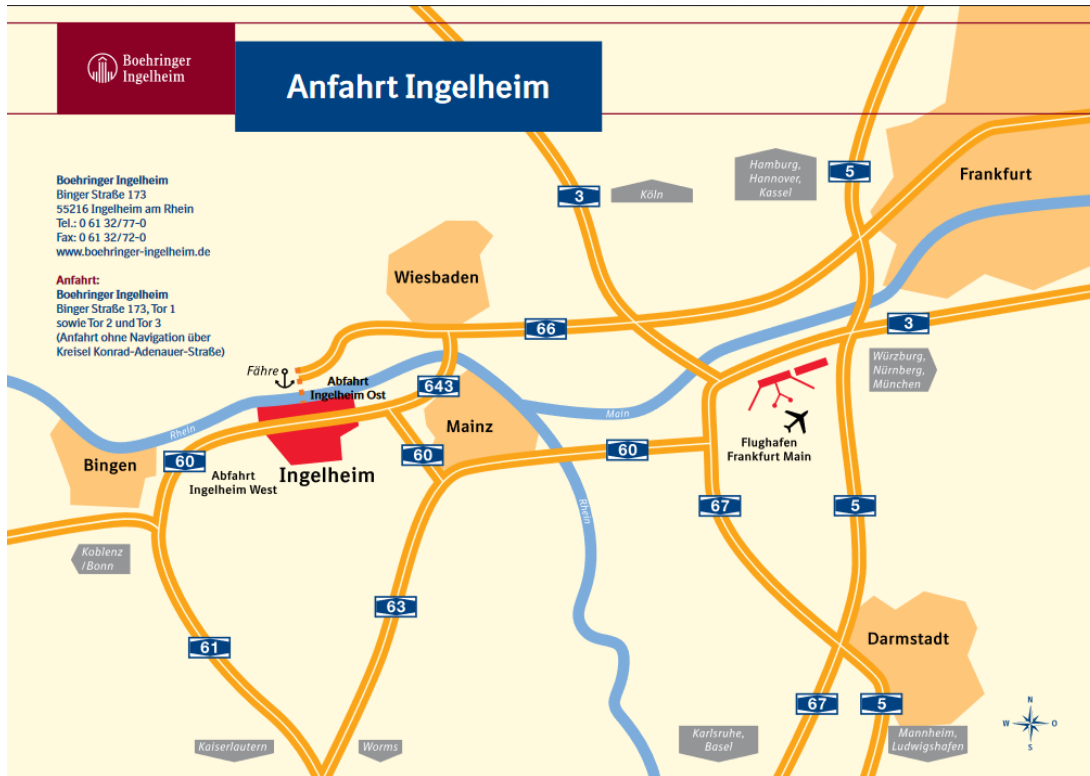 Boehringer
Ingelheim
Anfahrt Ingelheim
Boehringer Ingelheim
Binger Straße 173
55216 Ingelheim am Rhein
Tel.: 0 61 32/77-0
Fax: 0 61 32/72-0
www.boehringer-ingelheim.de
Anfahrt:
Boehringer Ingelheim
Binger Straße 173, Tor 1
sowie Tor 2 und Tor 3
(Anfahrt ohne Navigation über
Kreisel Konrad-Adenauer-Straße)
3
Köln
Hamburg,
Hannover,
Kassel
5
Frankfurt
Wiesbaden
66
3
Würzburg,
Nürnberg,
München
Fähre
Abfahrt
Ingelheim Ost
643
Main
Rhein
Mainz
Flughafen
Frankfurt Main
Bingen
60
Abfahrt
Ingelheim West
Ingelheim
60
60
Rhein
67
5
Koblenz
/Bonn
63
61
Darmstadt
67
5
Kaiserlautern
Worms
Karlsruhe,
Basel
Mannheim,
Ludwigshafen
N
W
O
S